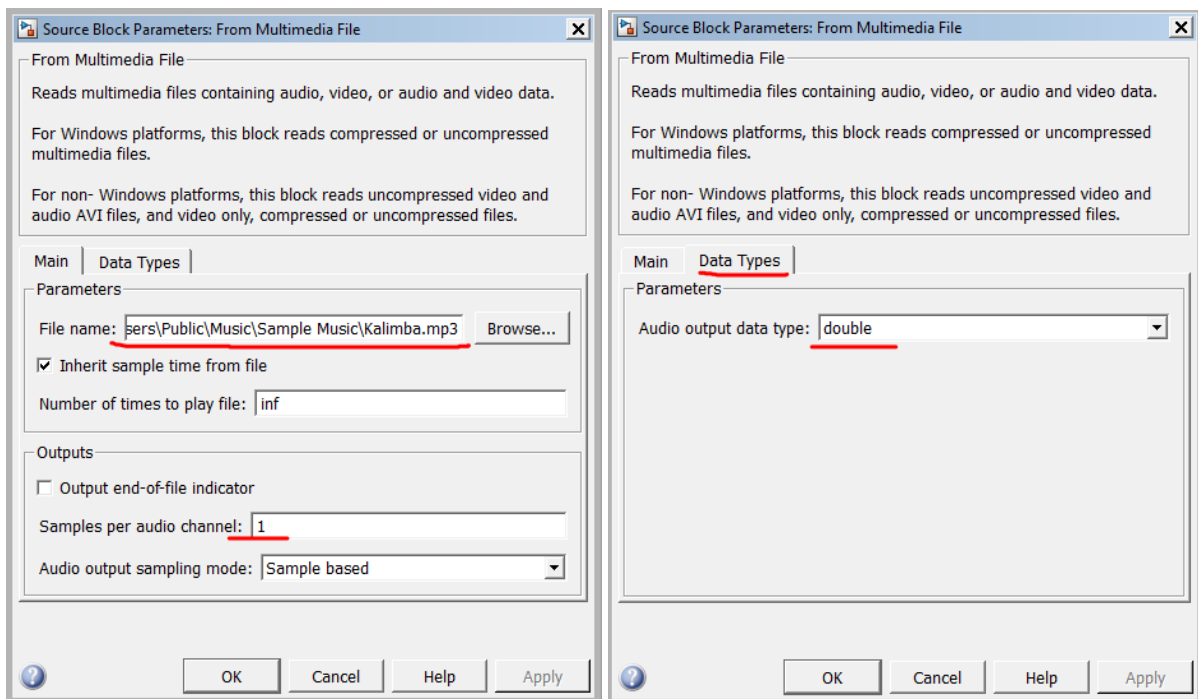 Source Block Parameters: From Multimedia File
From Multimedia File
Reads multimedia files containing audio, video, or audio and video data.
For Windows platforms, this block reads compressed or uncompressed
multimedia files.
For non- Windows platforms, this block reads uncompressed video and
audio AVI files, and video only, compressed or uncompressed files.
Main
Data Types
Parameters
File name: sers\Public\Music\Sample Music\Kalimba.mp3 Browse...
Inherit sample time from file
Number of times to play file: inf
Outputs
Output end-of-file indicator
Samples per audio channel: 1
Audio output sampling mode: Sample based
OK Cancel Help Apply
Source Block Parameters: From Multimedia File
From Multimedia File
Reads multimedia files containing audio, video, or audio and video data.
For Windows platforms, this block reads compressed or uncompressed
multimedia files.
For non- Windows platforms, this block reads uncompressed video and
audio AVI files, and video only, compressed or uncompressed files.
Main
Data Types
Parameters
Audio output data type: double
OK Cancel Help Apply